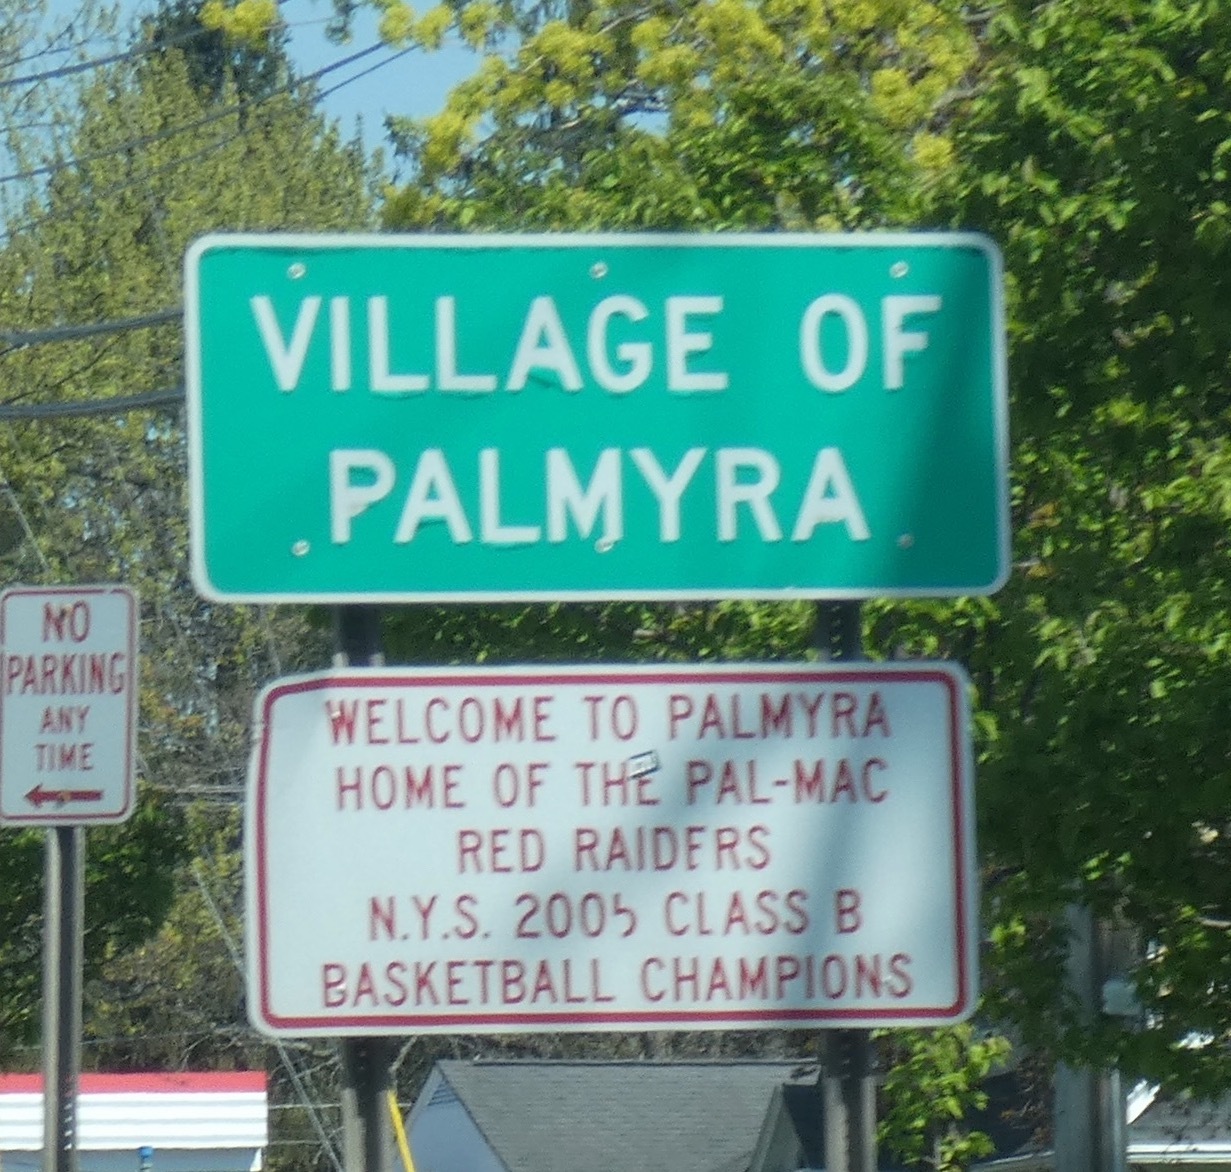 VILLAGE OF
PALMYRA
NO
PARKING
ANY
TIME
WELCOME TO PALMYRA
HOME OF THE PAL-MAC
RED RAIDERS
N.Y.S. 2005 CLASS B
BASKETBALL CHAMPIONS